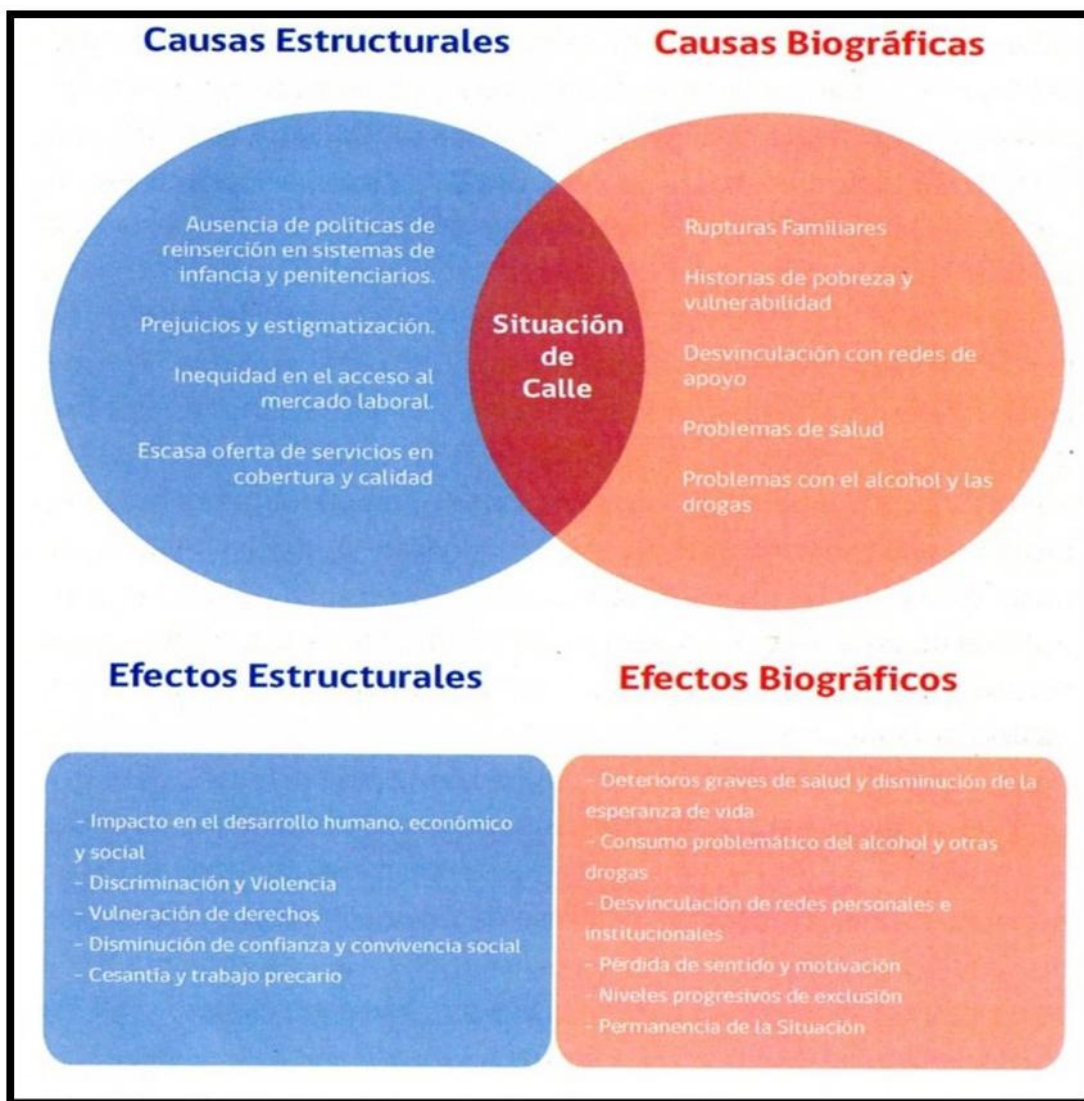 Causas Estructurales
Causas Biográficas
Ausencia de políticas de
reinserción en sistemas de
infancia y penitenciarios.
Prejuicios y estigmatización.
Inequidad en el acceso al
mercado laboral.
Escasa oferta de servicios en
cobertura y calidad
Situación
de
Calle
Rupturas Familiares
Historias de pobreza y
vulnerabilidad
Desvinculación con redes de
apoyo
Problemas de salud
Problemas con el alcohol y las
drogas
Efectos Estructurales
- Impacto en el desarrollo humano, económico
y social
- Discriminación y Violencia
- Vulneración de derechos
- Disminución de confianza y convivencia social
- Cesantía y trabajo precario
Efectos Biográficos
- Deterioros graves de salud y disminución de la
esperanza de vida
- Consumo problemático del alcohol y otras
drogas
- Desvinculación de redes personales e
institucionales
- Pérdida de sentido y motivación
- Niveles progresivos de exclusión
- Permanencia de la Situación